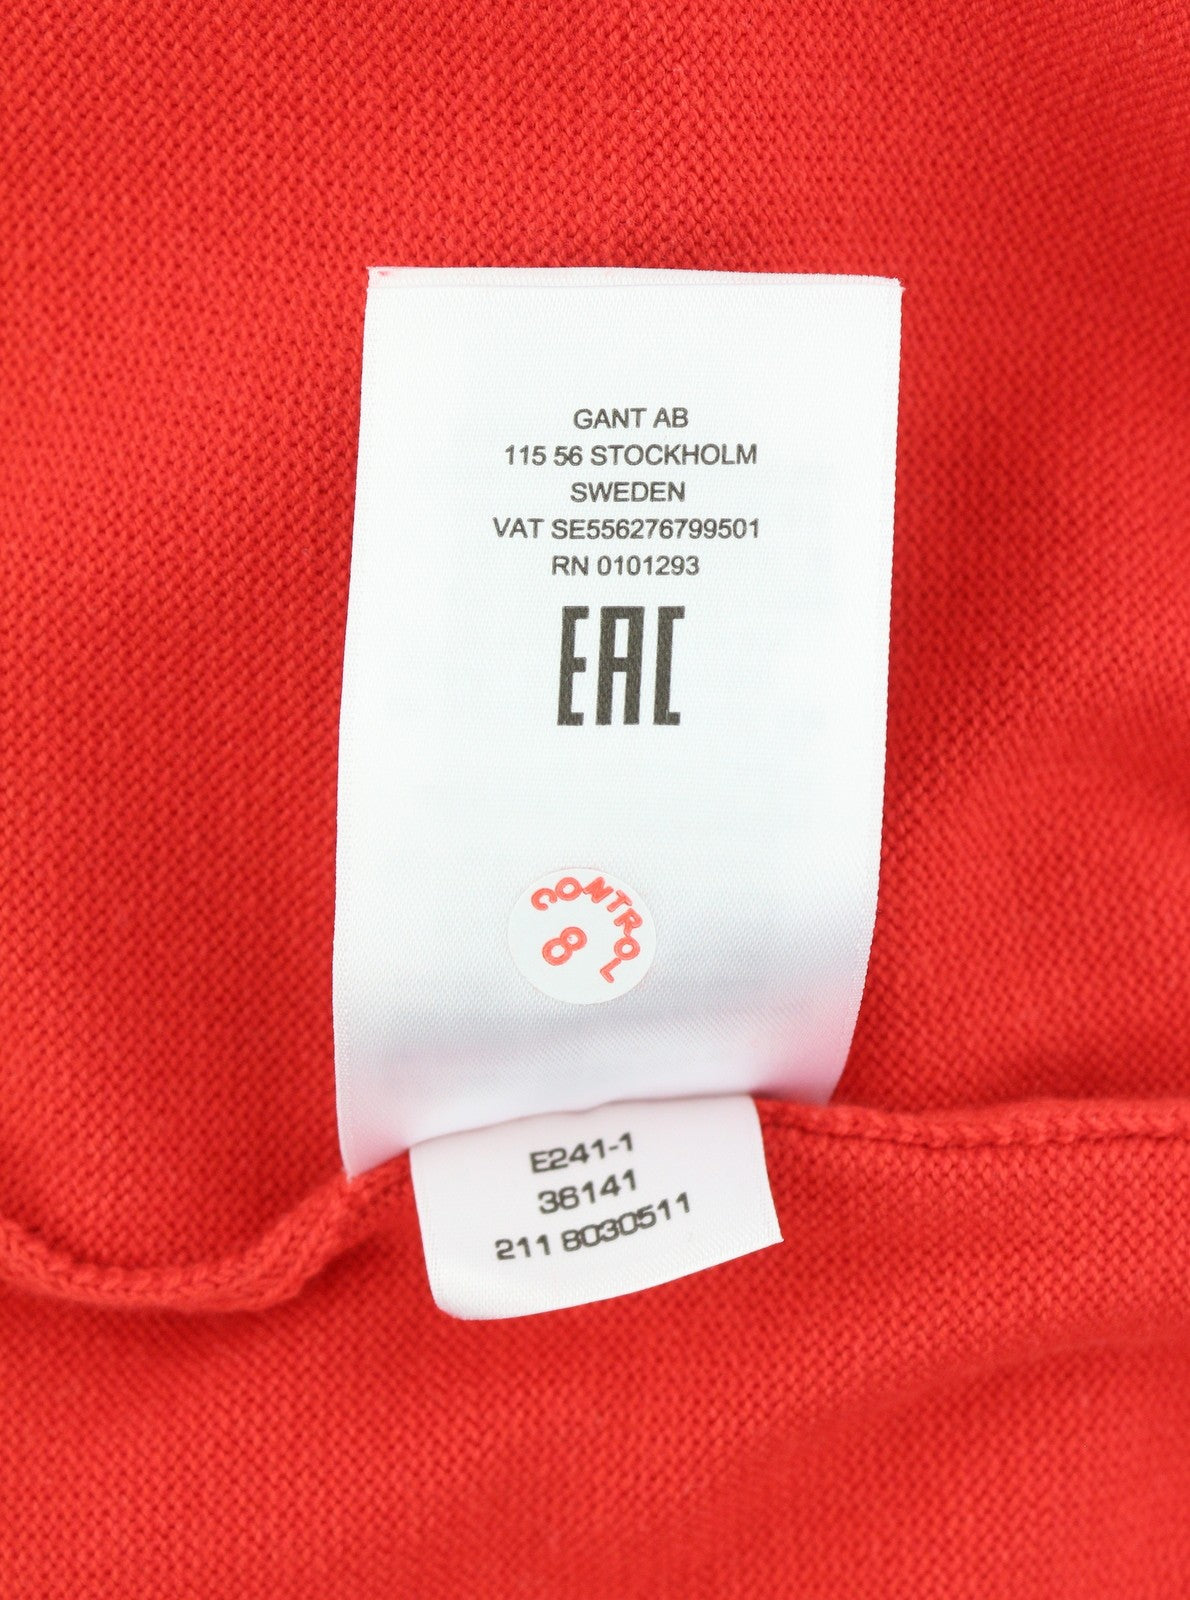 GANT AB
115 56 STOCKHOLM
SWEDEN
VAT SE556276799501
RN 0101293
EAC
CONTROL
8
E241-1
36141
211 8030511